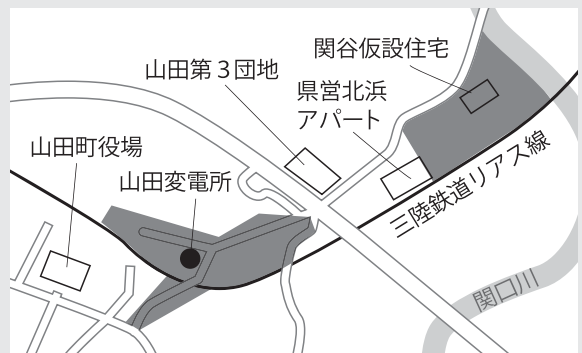 関谷仮設住宅
山田第3団地
県営北浜
アパート
山田町役場
山田変電所
三陸鉄道リアス線
関口川